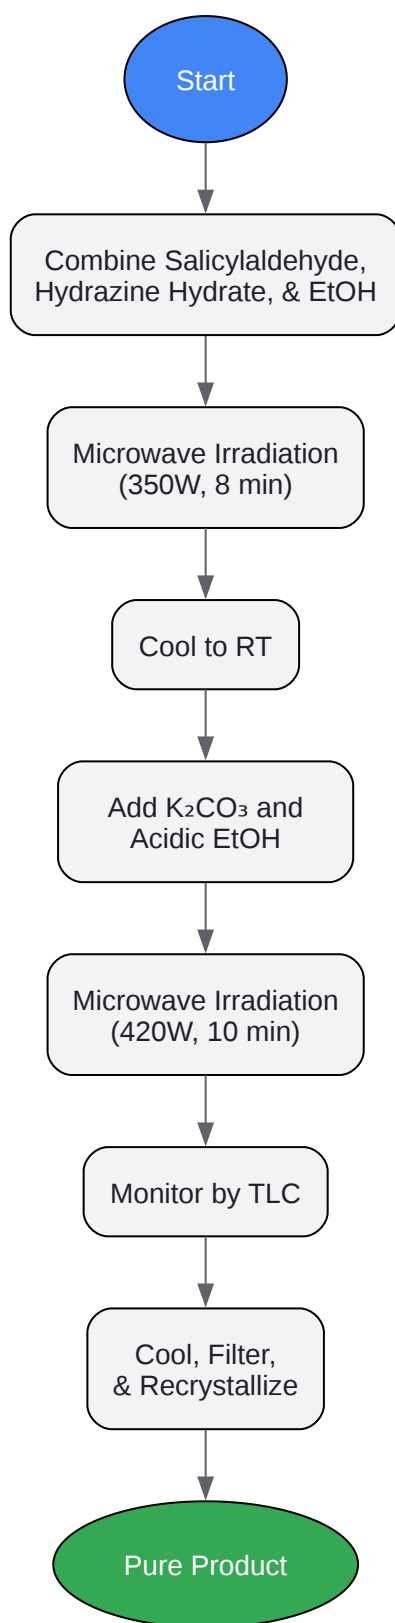 Start
Combine Salicylaldehyde,
Hydrazine Hydrate, & EtOH
Microwave Irradiation
(350W, 8 min)
Cool to RT
Add K₂CO₃ and
Acidic EtOH
Microwave Irradiation
(420W, 10 min)
Monitor by TLC
Cool, Filter,
& Recrystallize
Pure Product